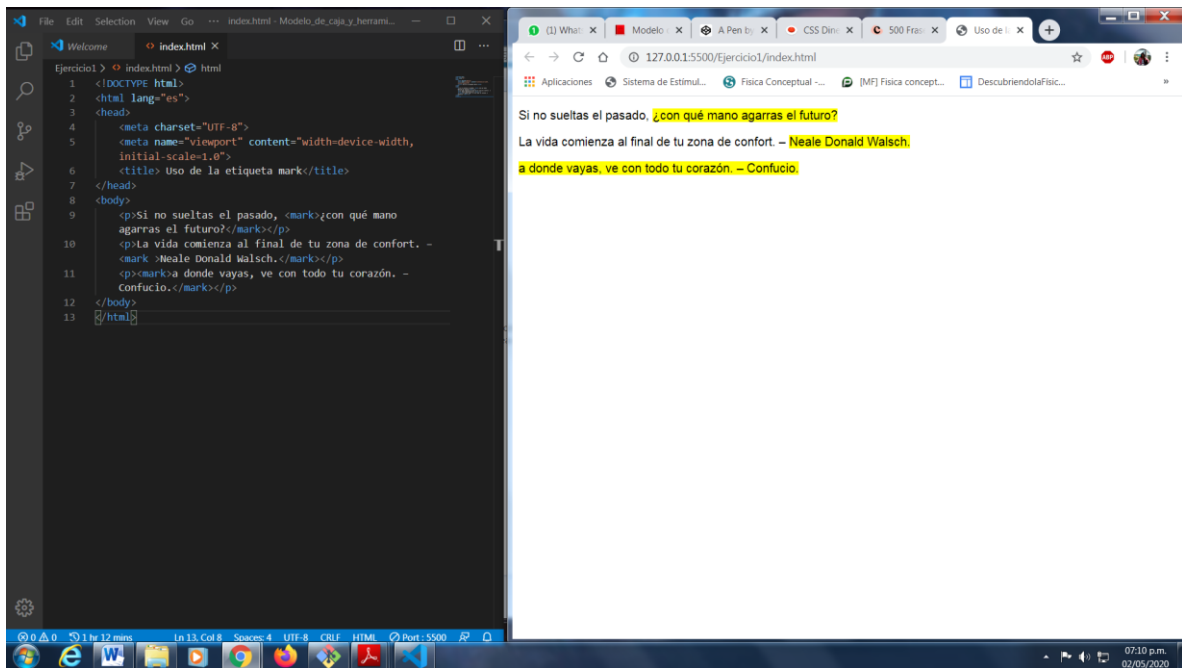 File Edit Selection View Go ··· index.html - Modelo_de_caja_y_herrami...
Welcome index.html
Ejercicio1 > index.html > html
1 <!DOCTYPE html>
2 <html lang="es">
3 <head>
4 <meta charset="UTF-8">
5 <meta name="viewport" content="width=device-width,
initial-scale=1.0">
6 <title> Uso de la etiqueta mark</title>
7 </head>
8 <body>
9 <p>Si no sueltas el pasado, <mark>¿con qué mano
agarras el futuro?</mark></p>
10 <p>La vida comienza al final de tu zona de confort. –
<mark >Neale Donald Walsch.</mark></p>
11 <p><mark>a donde vayas, ve con todo tu corazón. –
Confucio.</mark></p>
12 </body>
13 </html>
0 0 1 hr 12 mins Ln 13, Col 8 Spaces: 4 UTF-8 CRLF HTML Port : 5500
(1) What Modelo A Pen by CSS Din 500 Fras Uso de l
127.0.0.1:5500/Ejercicio1/index.html
ABP
Aplicaciones Sistema de Estímul... Fisica Conceptual -... [MF] Fisica concept... DescubriendolaFisic... »
Si no sueltas el pasado, ¿con qué mano agarras el futuro?
La vida comienza al final de tu zona de confort. – Neale Donald Walsch.
a donde vayas, ve con todo tu corazón. – Confucio.
07:10 p.m.
02/05/2020